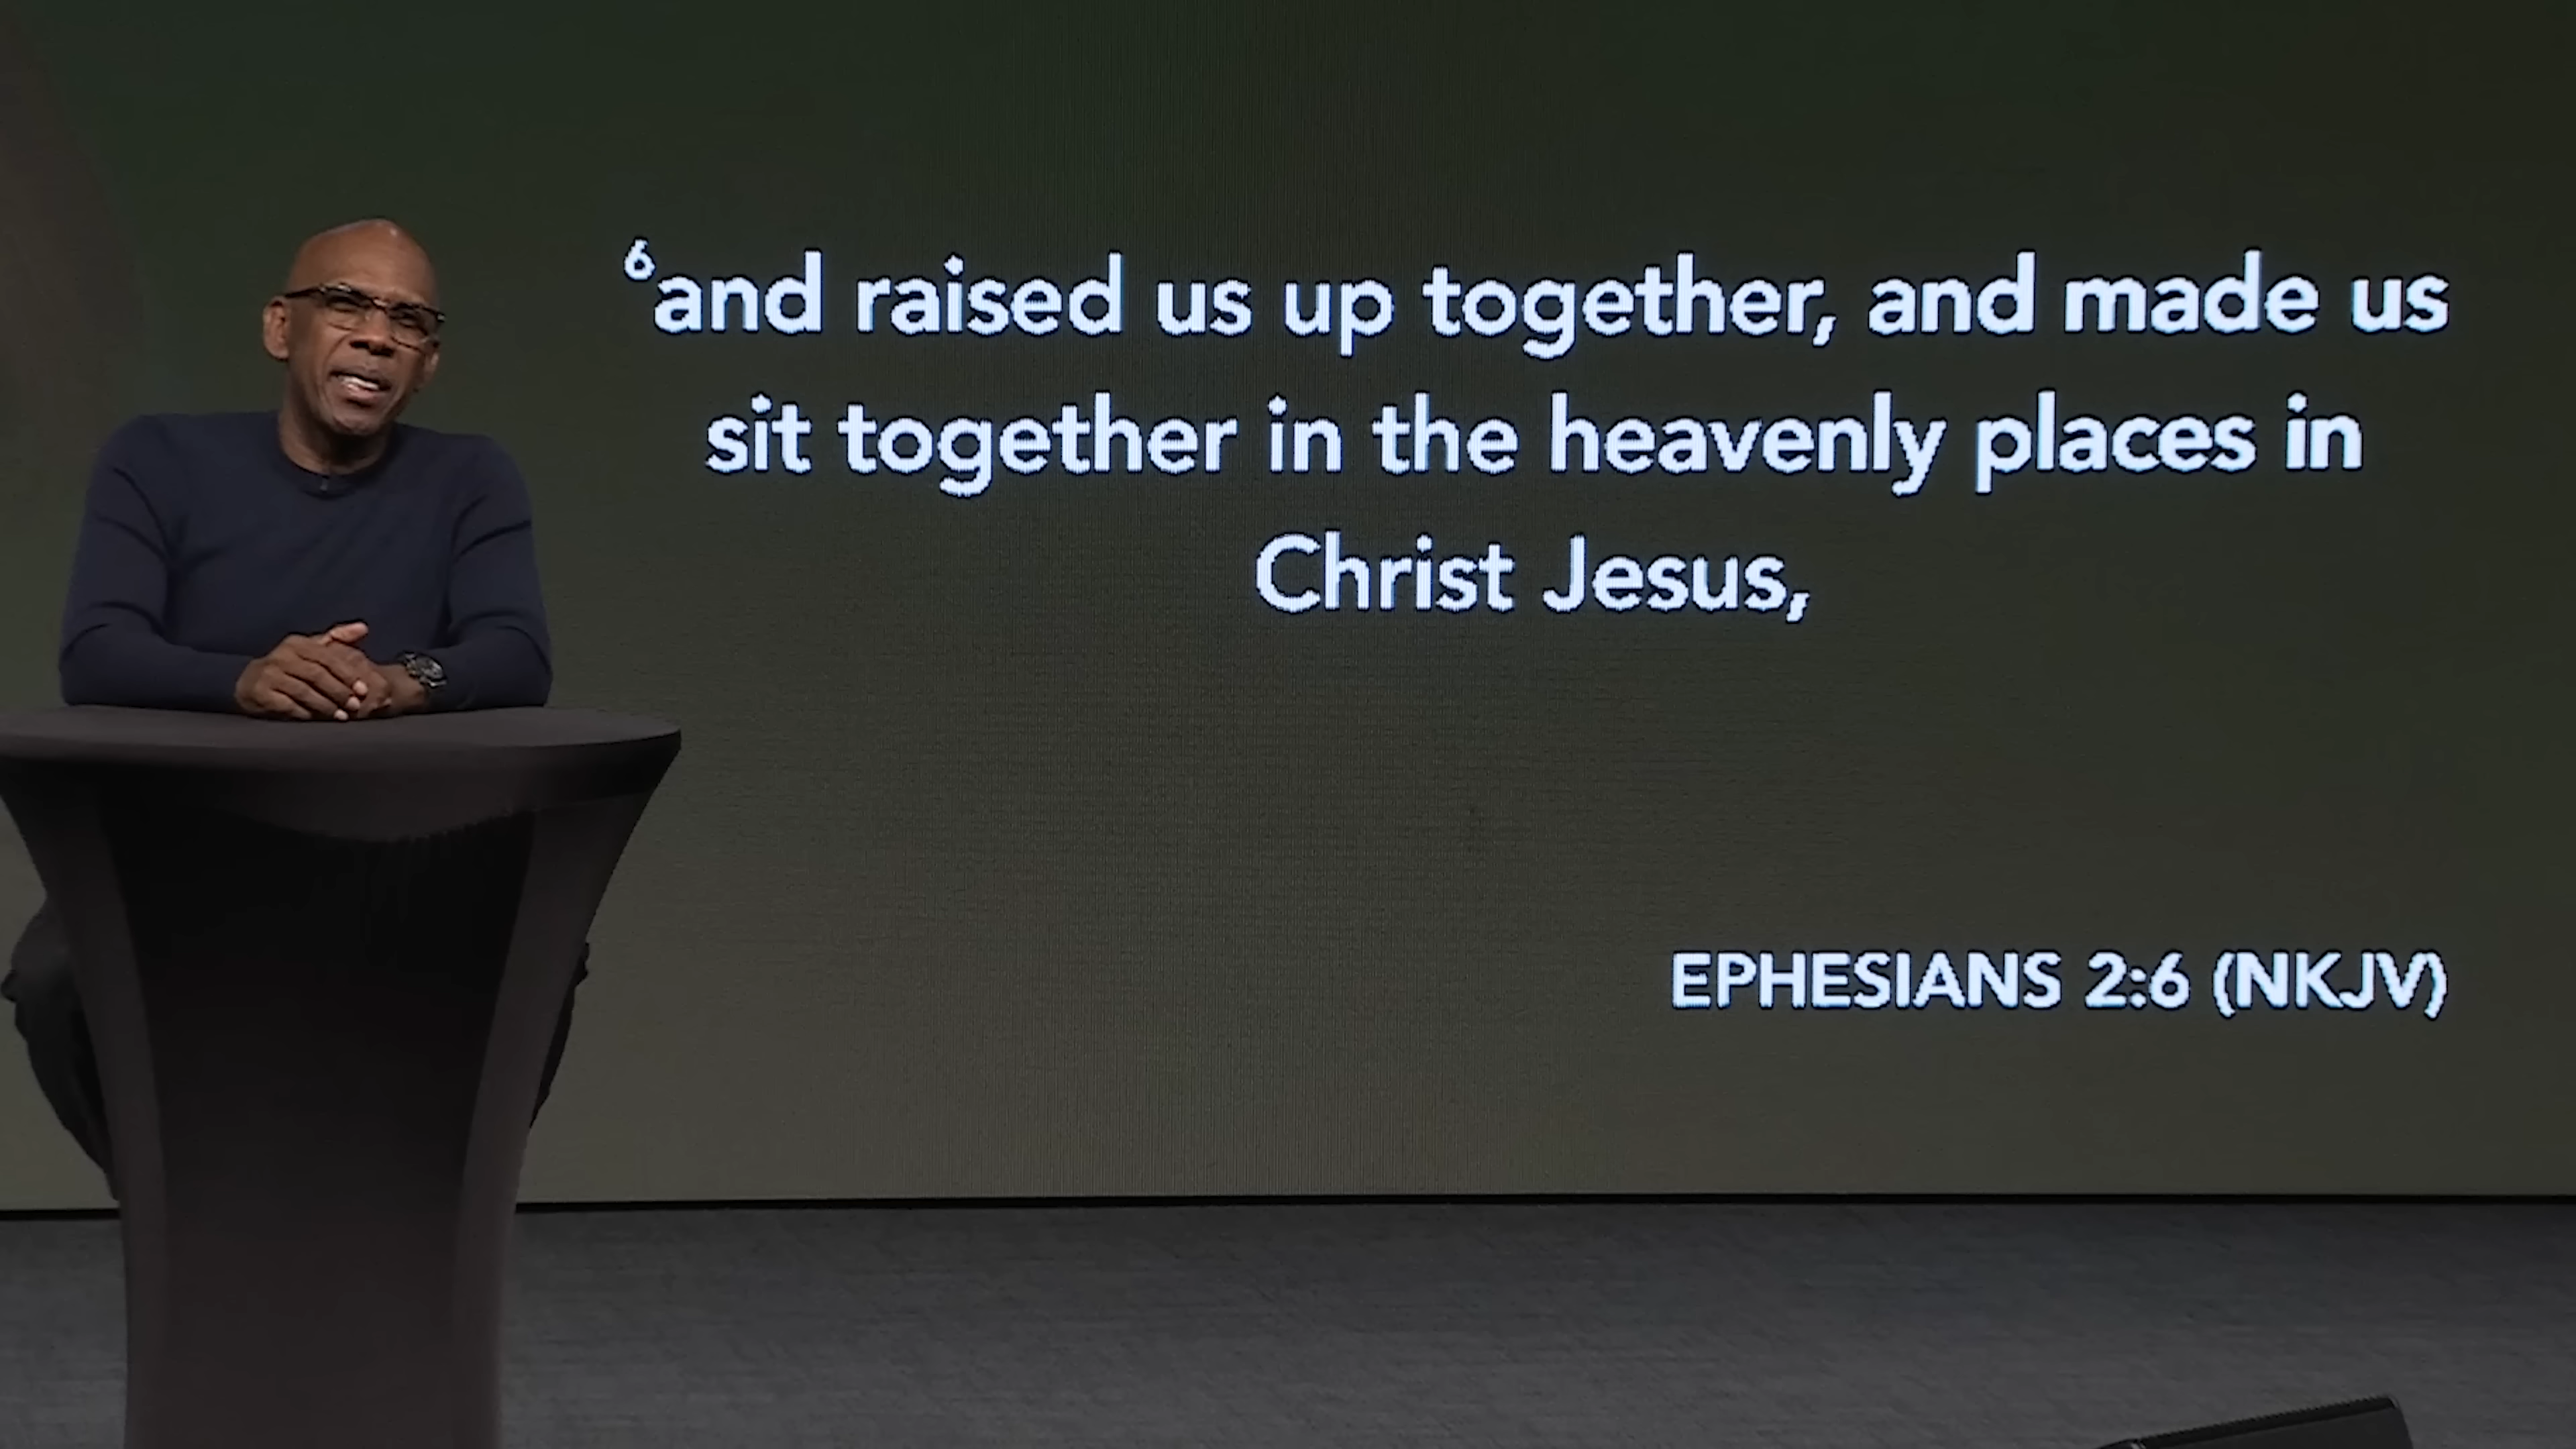 6and raised us up together, and made us
sit together in the heavenly places in
Christ Jesus,
EPHESIANS 2:6 (NKJV)